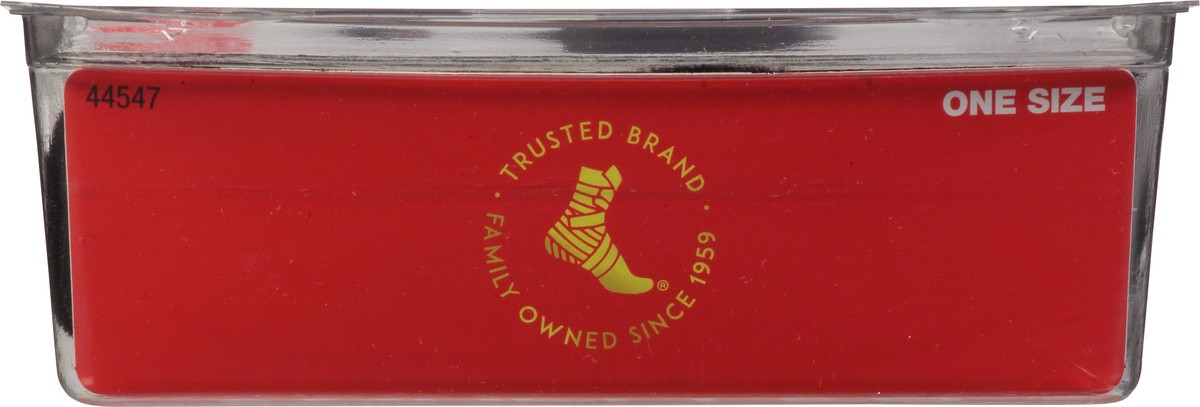 44547
ONE SIZE
TRUSTED BRAND
FAMILY OWNED SINCE 1959
®